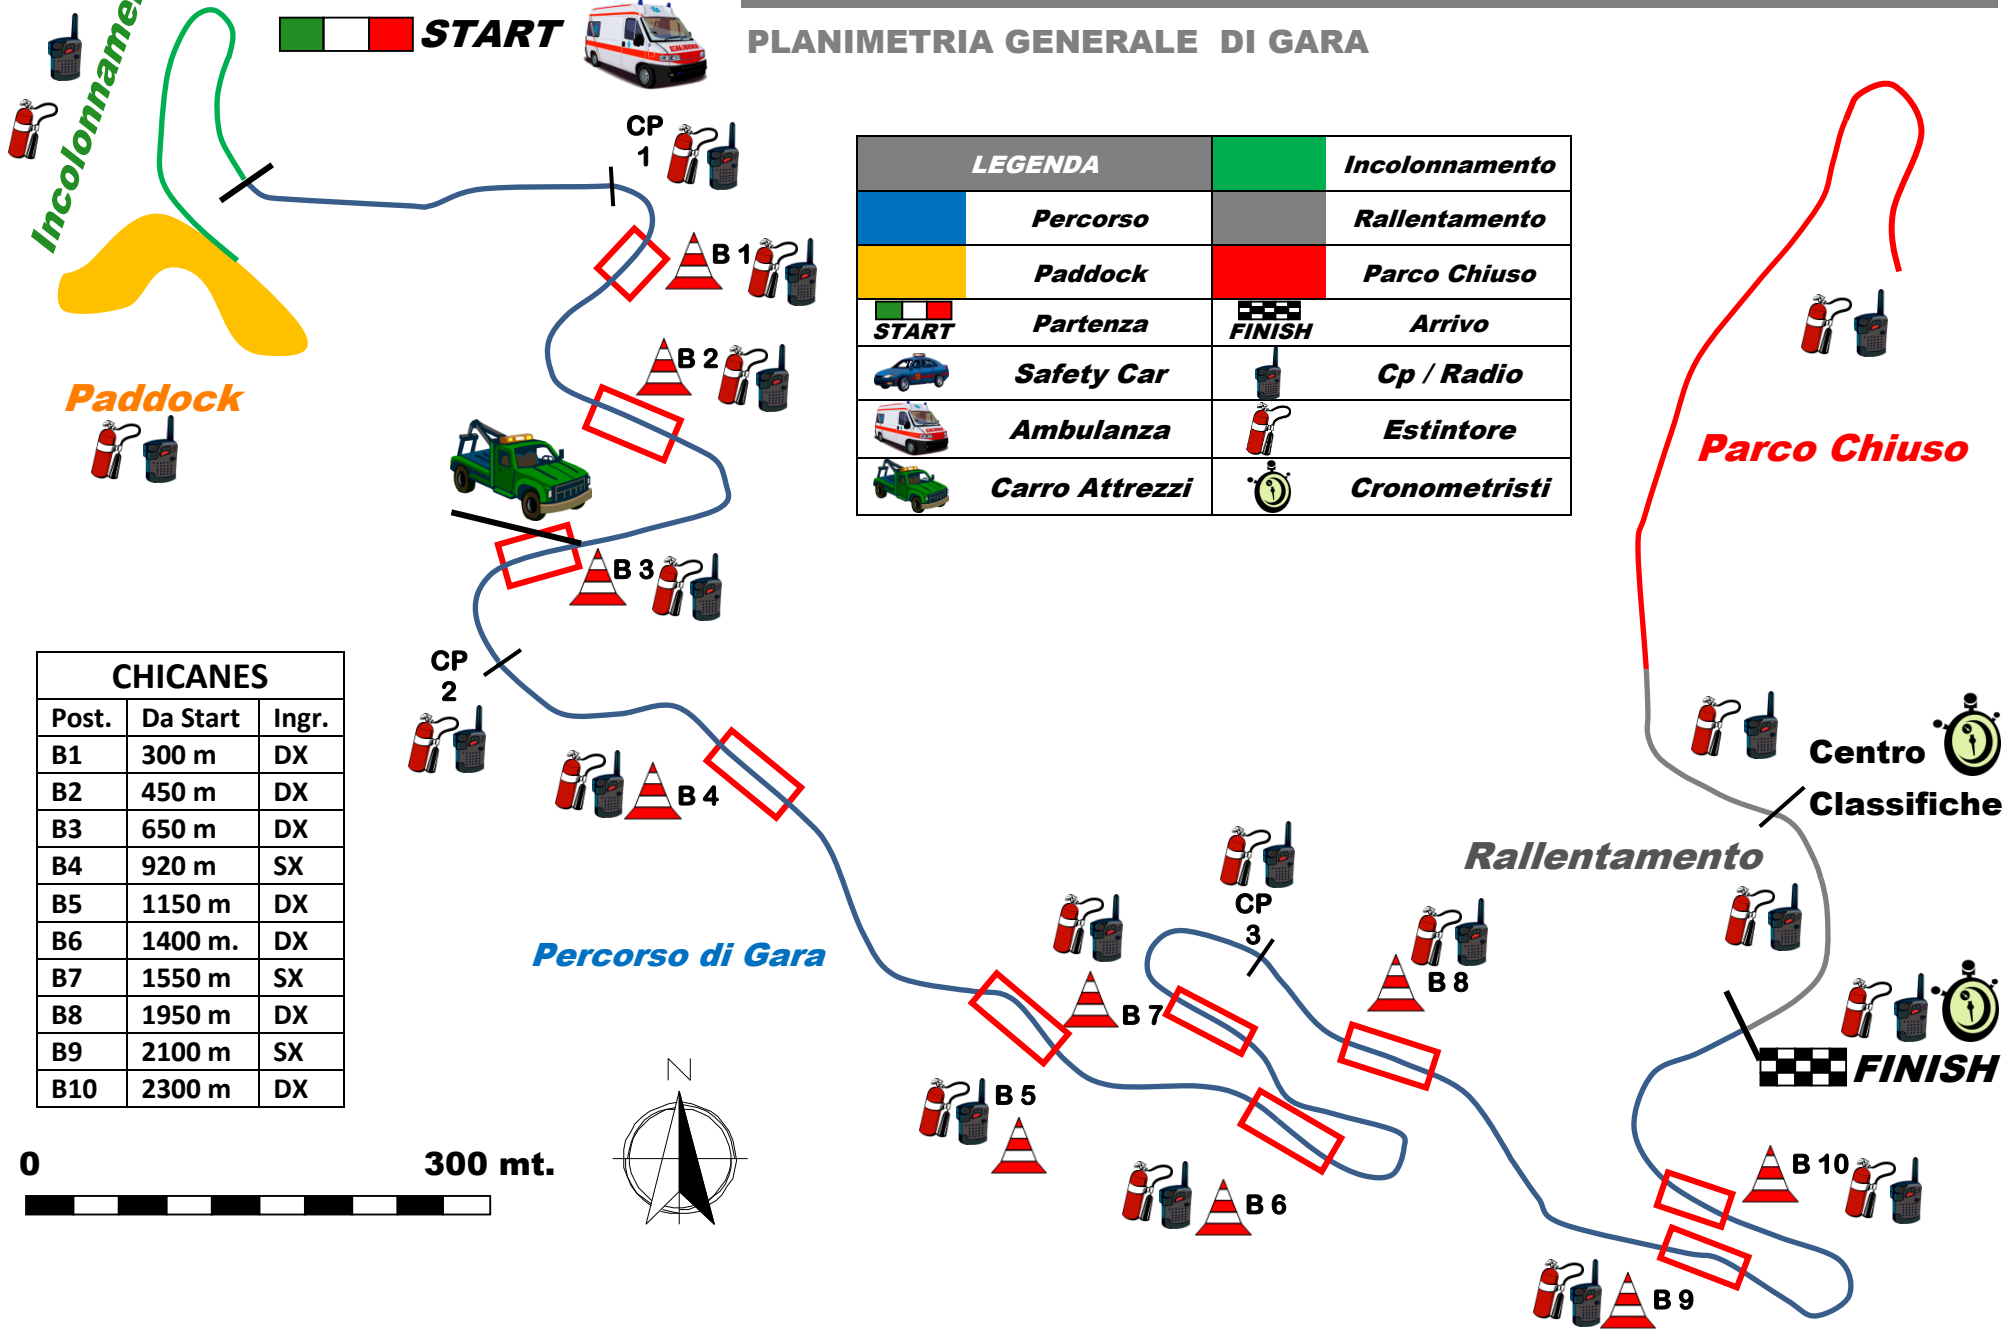 START
PLANIMETRIA GENERALE DI GARA
CP
1
LEGENDA
Incolonnamento
Percorso
Rallentamento
Paddock
Parco Chiuso
START
Partenza
FINISH
Arrivo
Safety Car
Cp / Radio
Ambulanza
Estintore
Carro Attrezzi
Cronometristi
B 1
B 2
Paddock
B 3
Parco Chiuso
CP
2
B 4
CHICANES
Post. Da Start Ingr.
B1 300 m DX
B2 450 m DX
B3 650 m DX
B4 920 m SX
B5 1150 m DX
B6 1400 m. DX
B7 1550 m SX
B8 1950 m DX
B9 2100 m SX
B10 2300 m DX
Centro
Classifiche
Rallentamento
CP
3
Percorso di Gara
B 8
B 7
FINISH
B 5
N
B 6
B 10
0 300 mt.
B 9